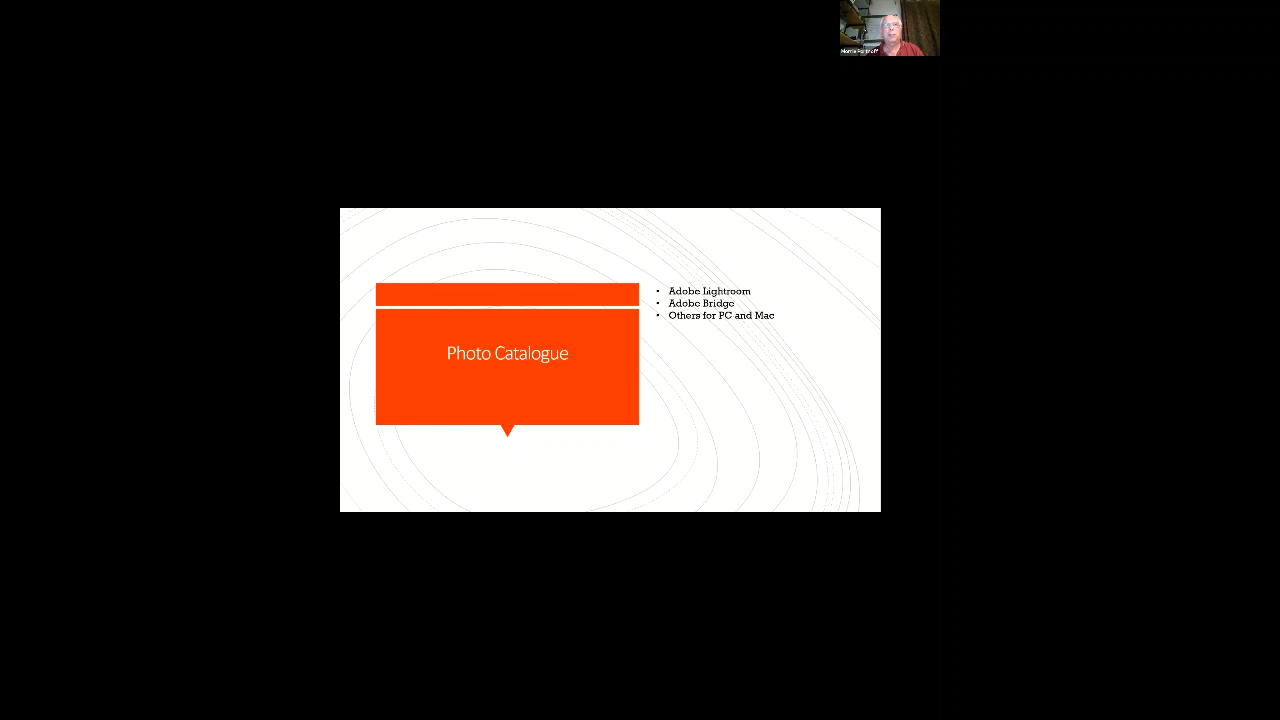 Photo Catalogue
• Adobe Lightroom
• Adobe Bridge
• Others for PC and Mac